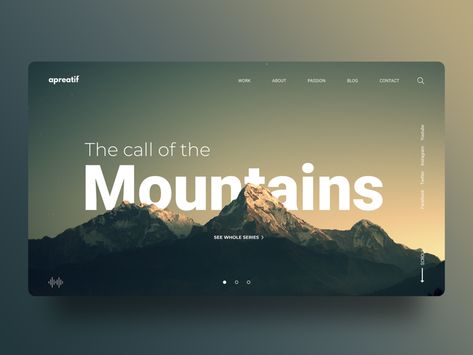 apreatif
WORK
ABOUT
PASSION
BLOG
CONTACT
The call of the
Mountains
SEE WHOLE SERIES
Facebook
Twitter
Instagram
Youtube
SCROLL